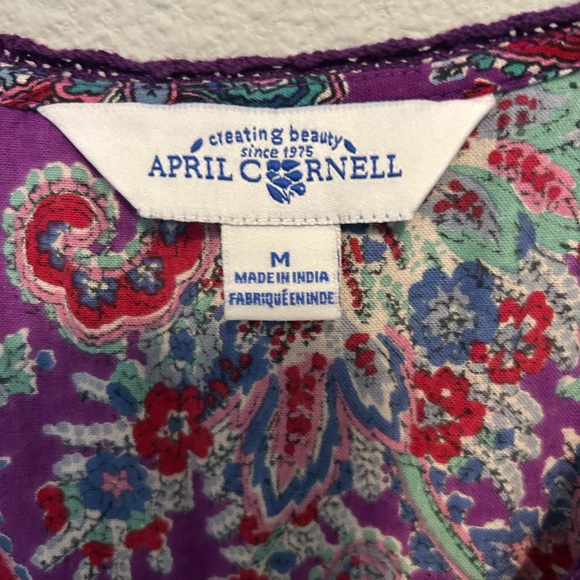 creating beauty
since 1975
APRIL CORNELL
M
MADE IN INDIA
FABRIQUÉ EN INDE